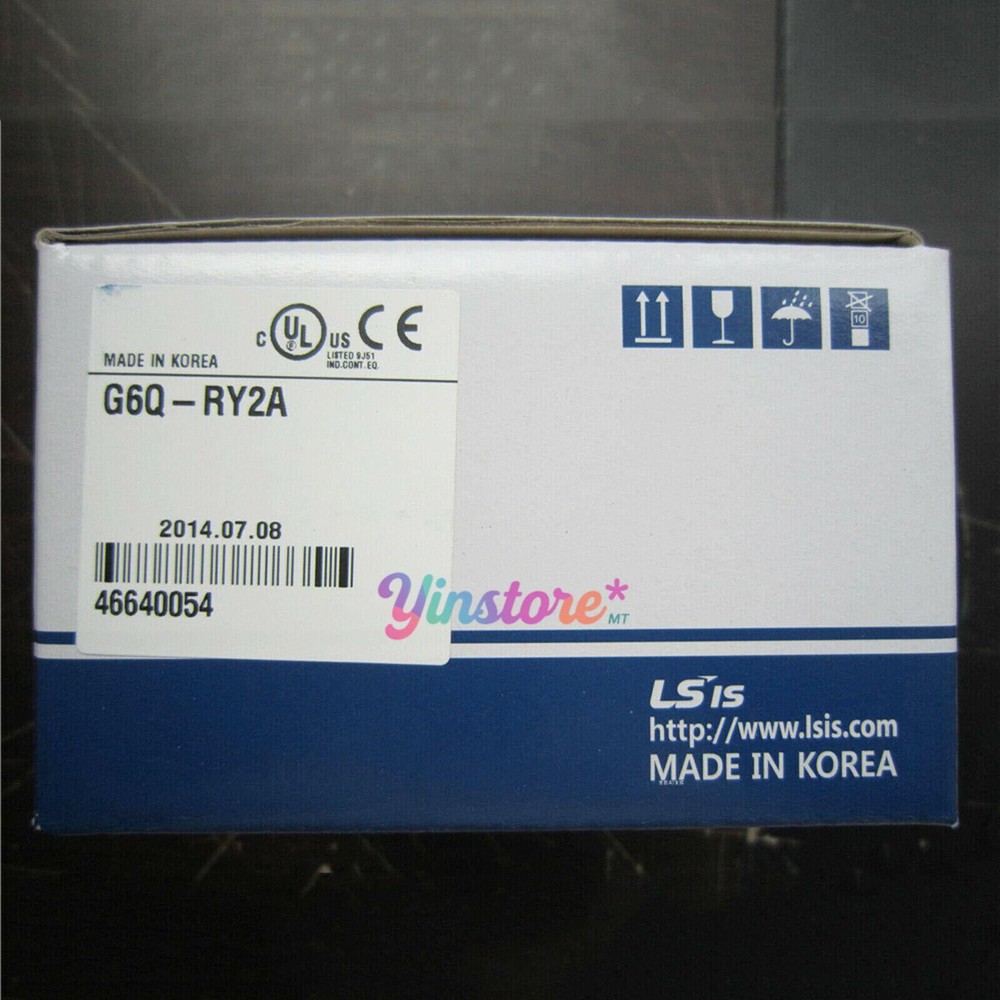 C UL US CE
LISTED 9J51
IND.CONT.EQ.
MADE IN KOREA
G6Q-RY2A
2014.07.08
46640054
10
Yinstore*
MT
LSIS
http://www.lsis.com
MADE IN KOREA